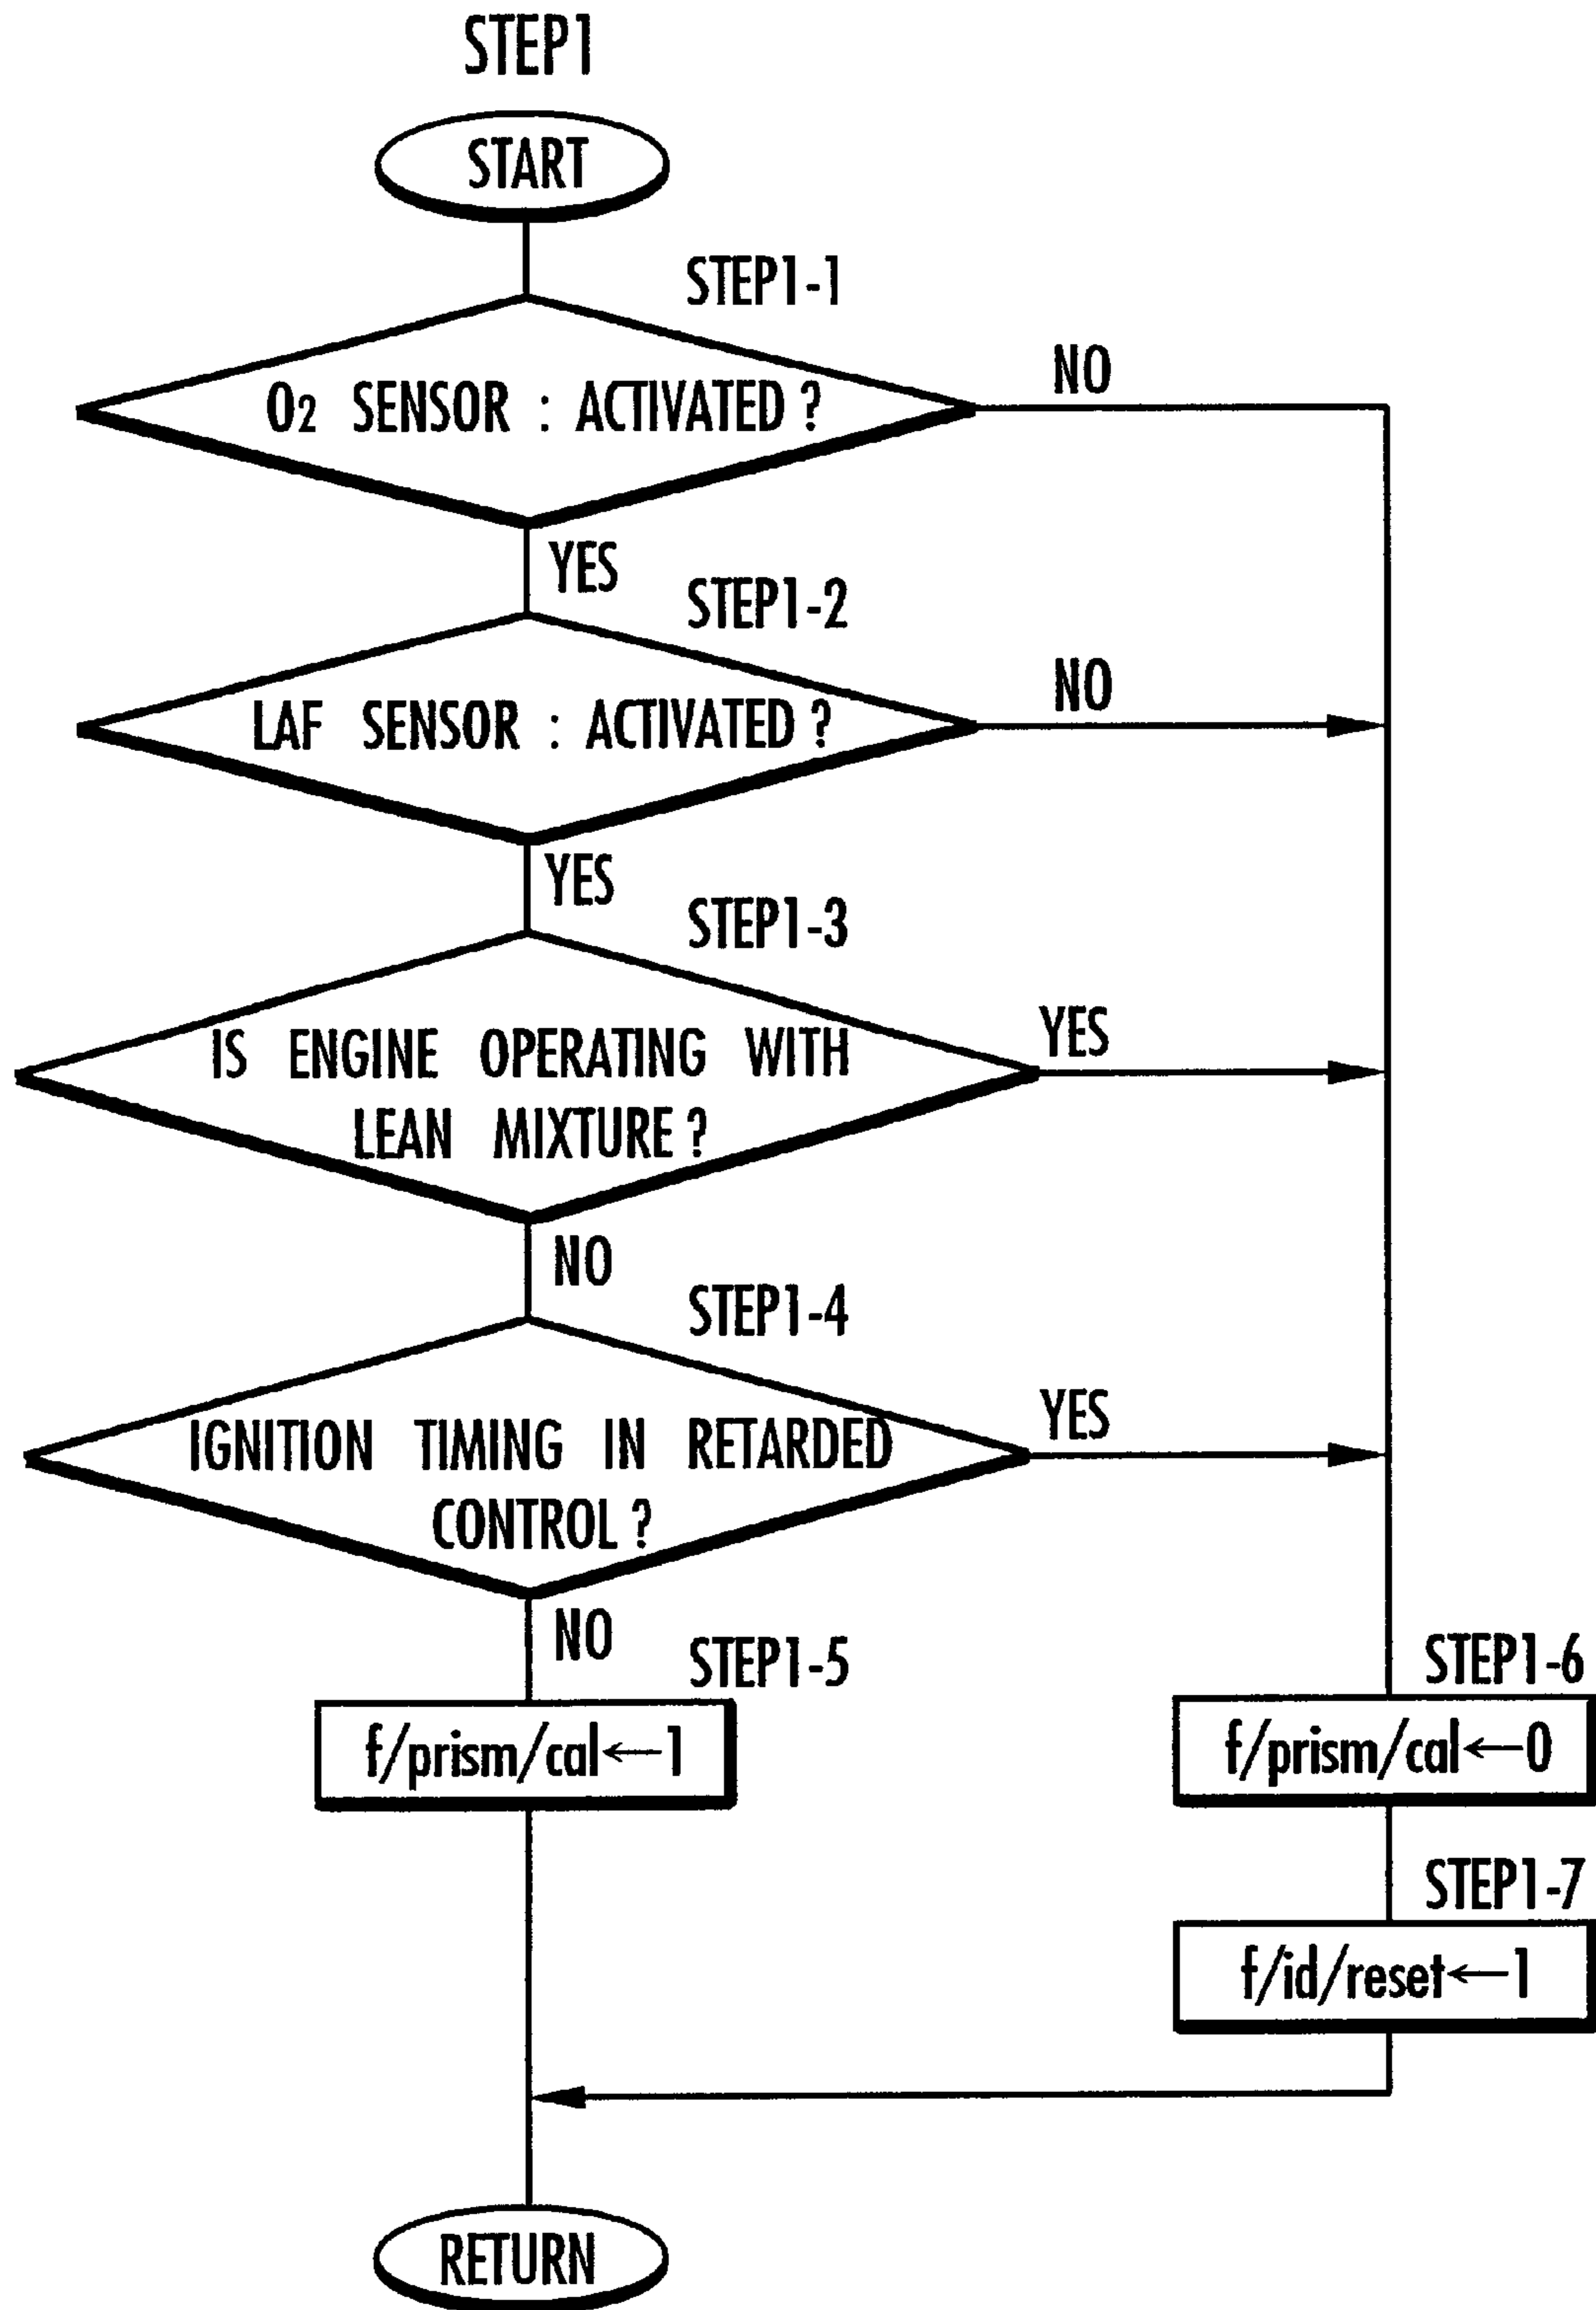 STEP1
START
STEP1-1
O2 SENSOR : ACTIVATED ?
NO
YES
STEP1-2
LAF SENSOR : ACTIVATED ?
NO
YES
STEP1-3
IS ENGINE OPERATING WITH
LEAN MIXTURE ?
YES
NO
STEP1-4
IGNITION TIMING IN RETARDED
CONTROL ?
YES
NO
STEP1-5
f/prism/cal←1
STEP1-6
f/prism/cal←0
STEP1-7
f/id/reset←1
RETURN